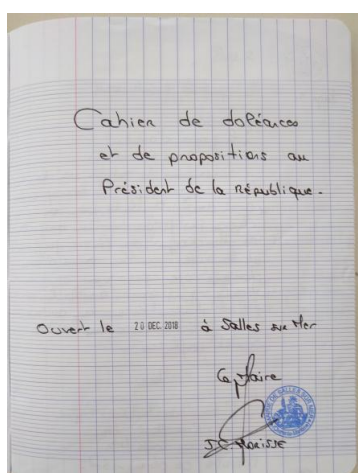 Cahier de doléances
et de propositions au
Président de la République.
Ouvert le 20 DEC. 2018 à Salles sur Mer
Le Maire